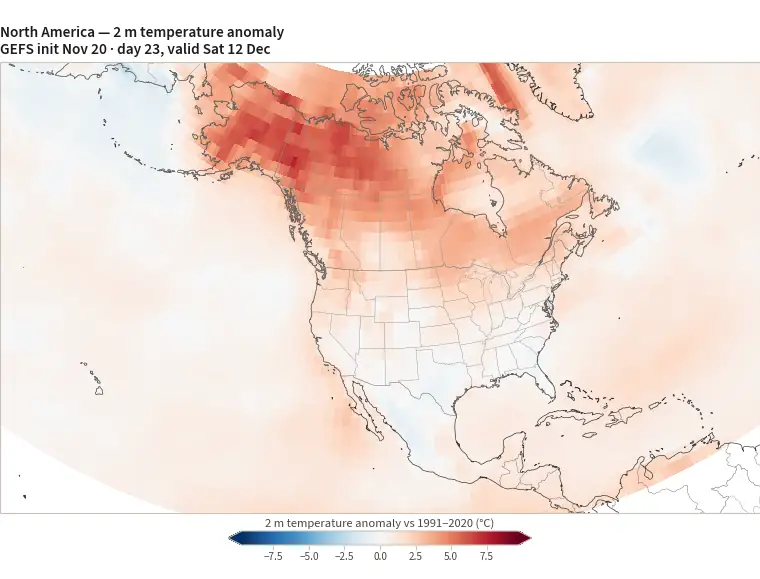 North America — 2 m temperature anomaly
GEFS init Nov 20 · day 23, valid Sat 12 Dec
2 m temperature anomaly vs 1991–2020 (°C)
−7.5 −5.0 −2.5 0.0 2.5 5.0 7.5